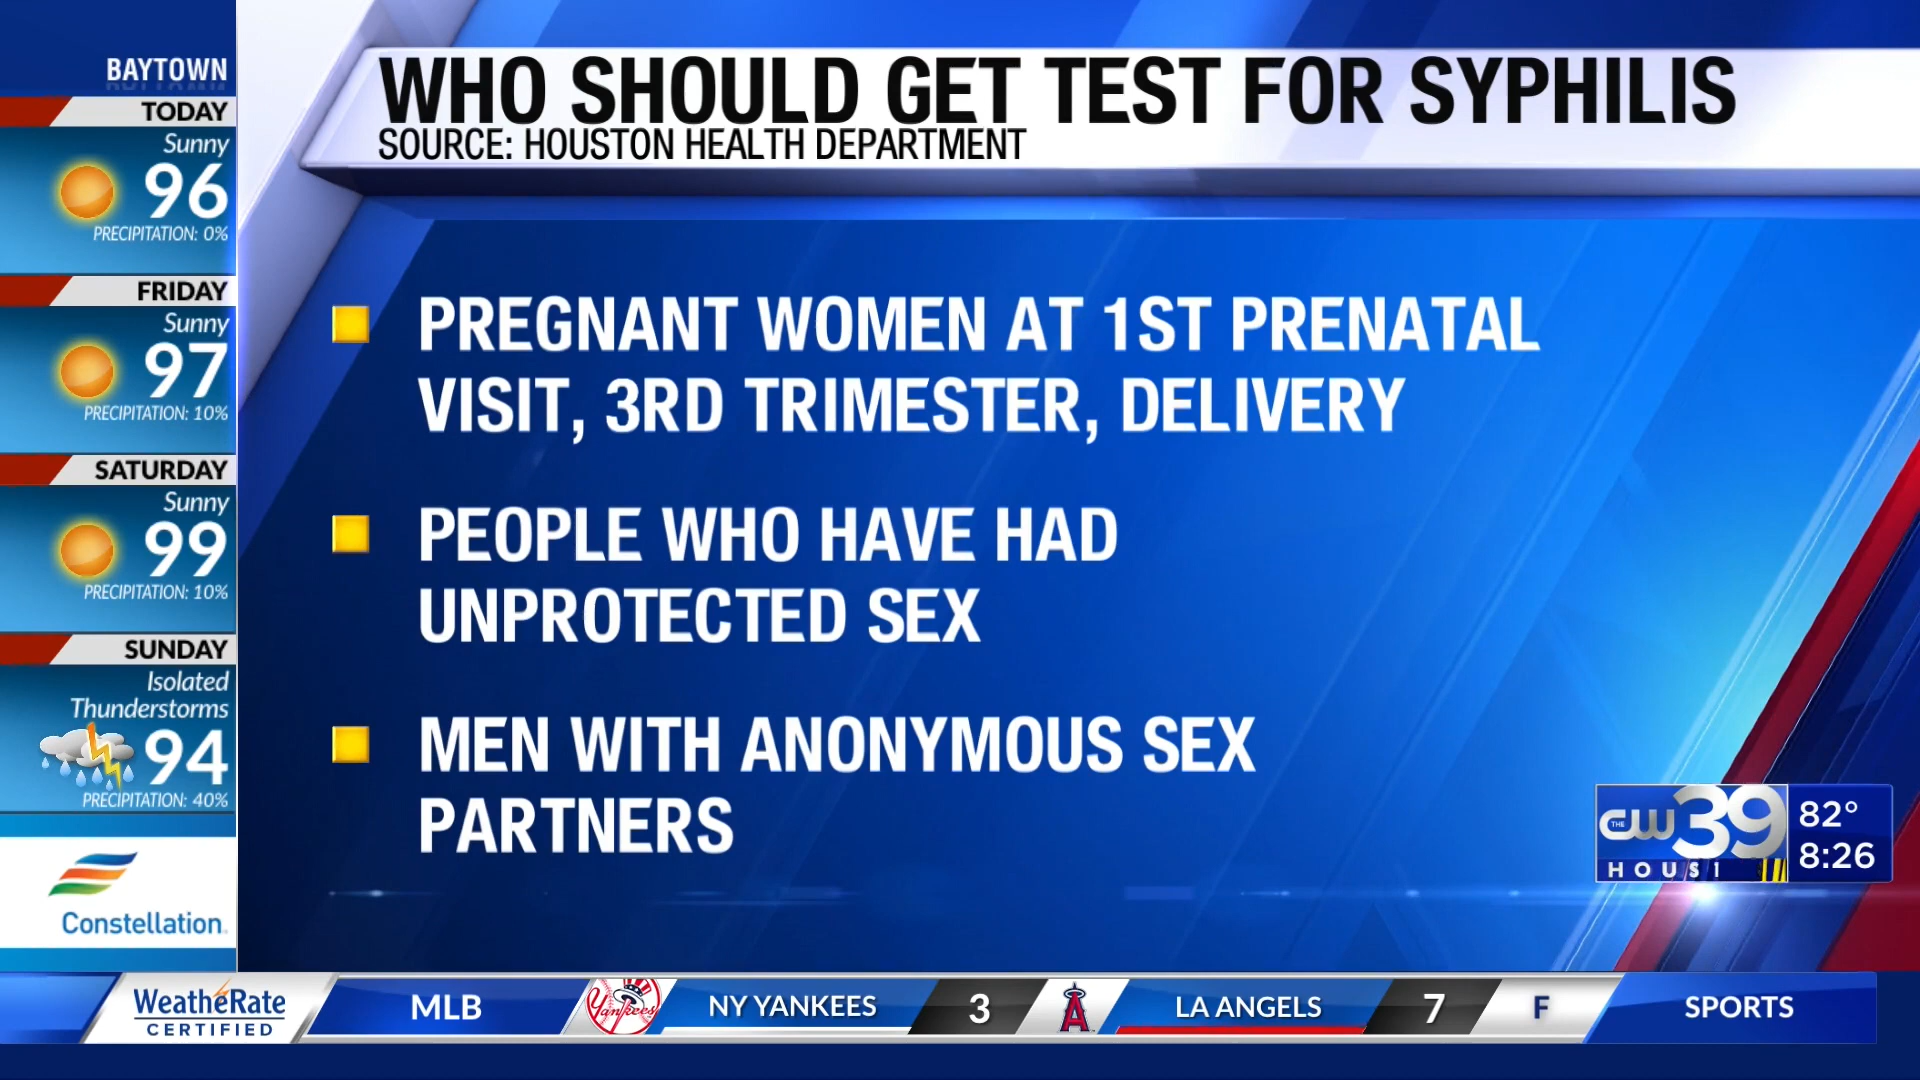 BAYTOWN
TODAY
Sunny
96
PRECIPITATION: 0%
FRIDAY
Sunny
97
PRECIPITATION: 10%
SATURDAY
Sunny
99
PRECIPITATION: 10%
SUNDAY
Isolated
Thunderstorms
94
PRECIPITATION: 40%
Constellation
WHO SHOULD GET TEST FOR SYPHILIS
SOURCE: HOUSTON HEALTH DEPARTMENT
PREGNANT WOMEN AT 1ST PRENATAL
VISIT, 3RD TRIMESTER, DELIVERY
PEOPLE WHO HAVE HAD
UNPROTECTED SEX
MEN WITH ANONYMOUS SEX
PARTNERS
THE CW 39
82°
8:26
WeatheRate
CERTIFIED
MLB
Yankees
NY YANKEES 3
A
LA ANGELS 7
F
SPORTS